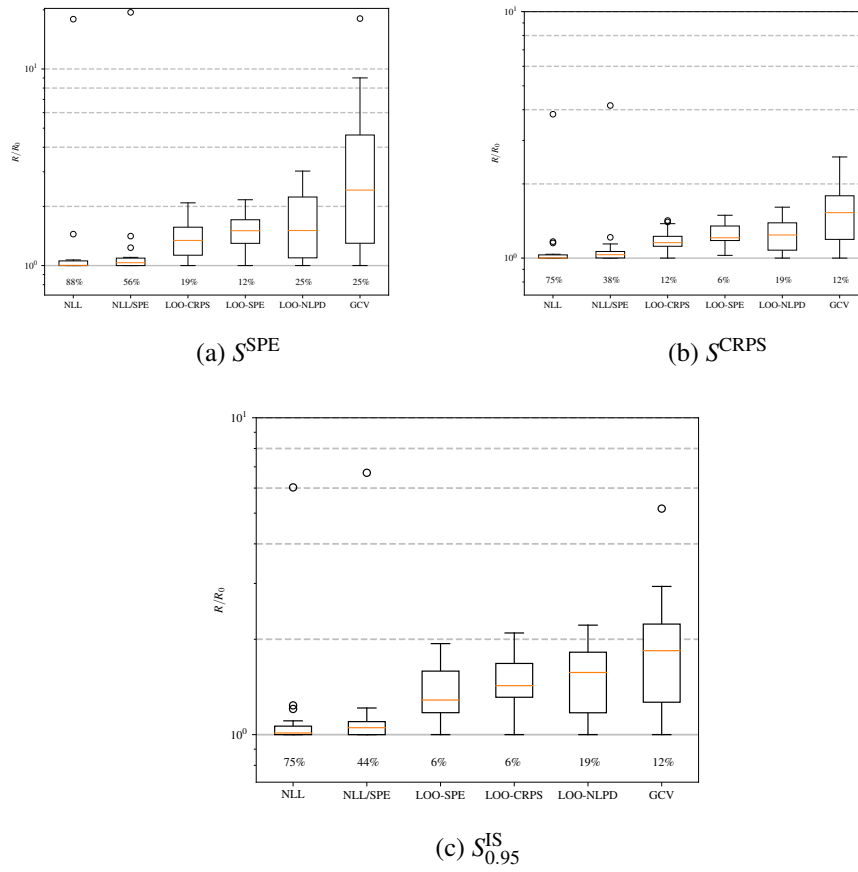 10¹
R/R₀
10⁰
88% 56% 19% 12% 25% 25%
NLL NLL/SPE LOO-CRPS LOO-SPE LOO-NLPD GCV
(a) S^SPE
10¹
R/R₀
10⁰
75% 38% 12% 6% 19% 12%
NLL NLL/SPE LOO-CRPS LOO-SPE LOO-NLPD GCV
(b) S^CRPS
10¹
R/R₀
10⁰
75% 44% 6% 6% 19% 12%
NLL NLL/SPE LOO-SPE LOO-CRPS LOO-NLPD GCV
(c) S^IS_0.95